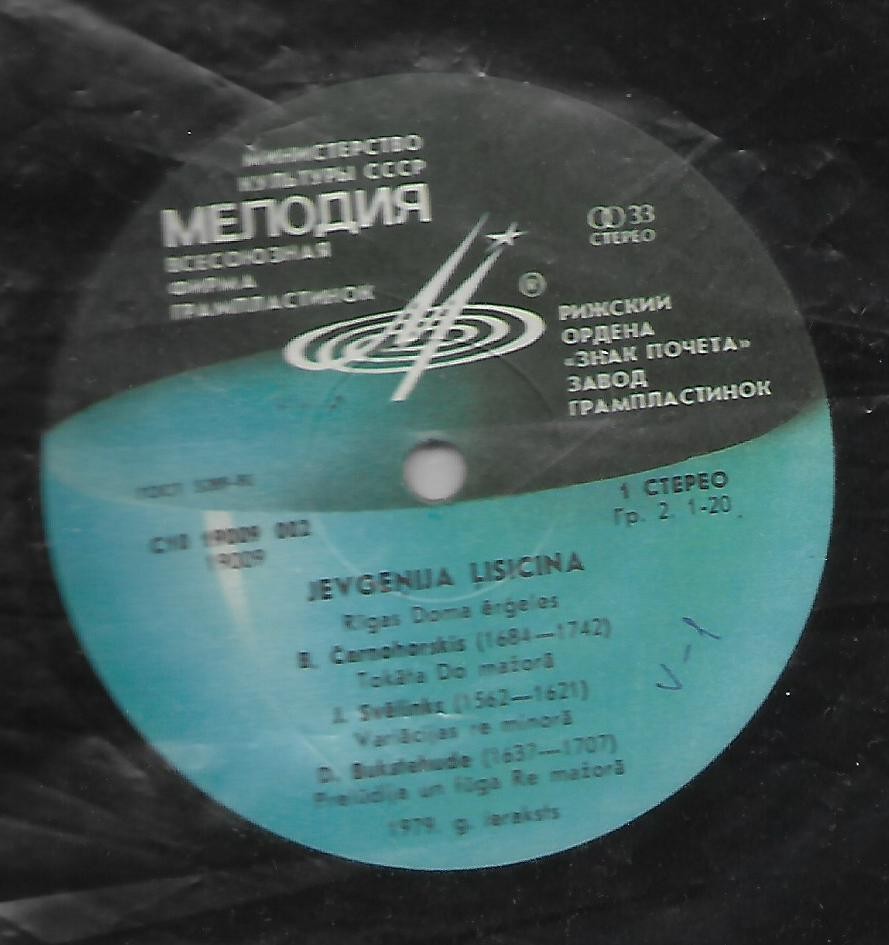 МИНИСТЕРСТВО
КУЛЬТУРЫ СССР
МЕЛОДИЯ
ВСЕСОЮЗНАЯ
ФИРМА
ГРАМПЛАСТИНОК
33
СТЕРЕО
®
РИЖСКИЙ
ОРДЕНА
«ЗНАК ПОЧЕТА»
ЗАВОД
ГРАМПЛАСТИНОК
ГОСТ
19009 002
19009
1 СТЕРЕО
Гр. 2. 1-20
JEVGENIJA LISICINA
Rīgas Doma ērģeles
B. Černohorskis (1684—1742)
Tokāta Do mažorā
J. Svēlinks (1562—1621)
Variācijas re minorā
D. Bukstehude (1637—1707)
Prelūdija un fūga Re mažorā
1979. g. ieraksts
V-1